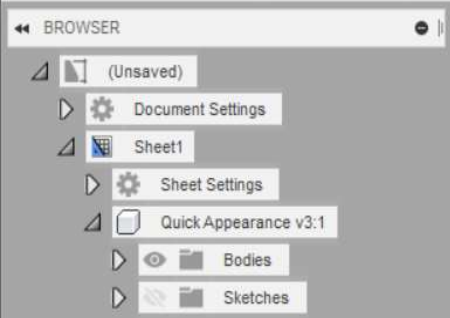 BROWSER
(Unsaved)
Document Settings
Sheet1
Sheet Settings
Quick Appearance v3:1
Bodies
Sketches